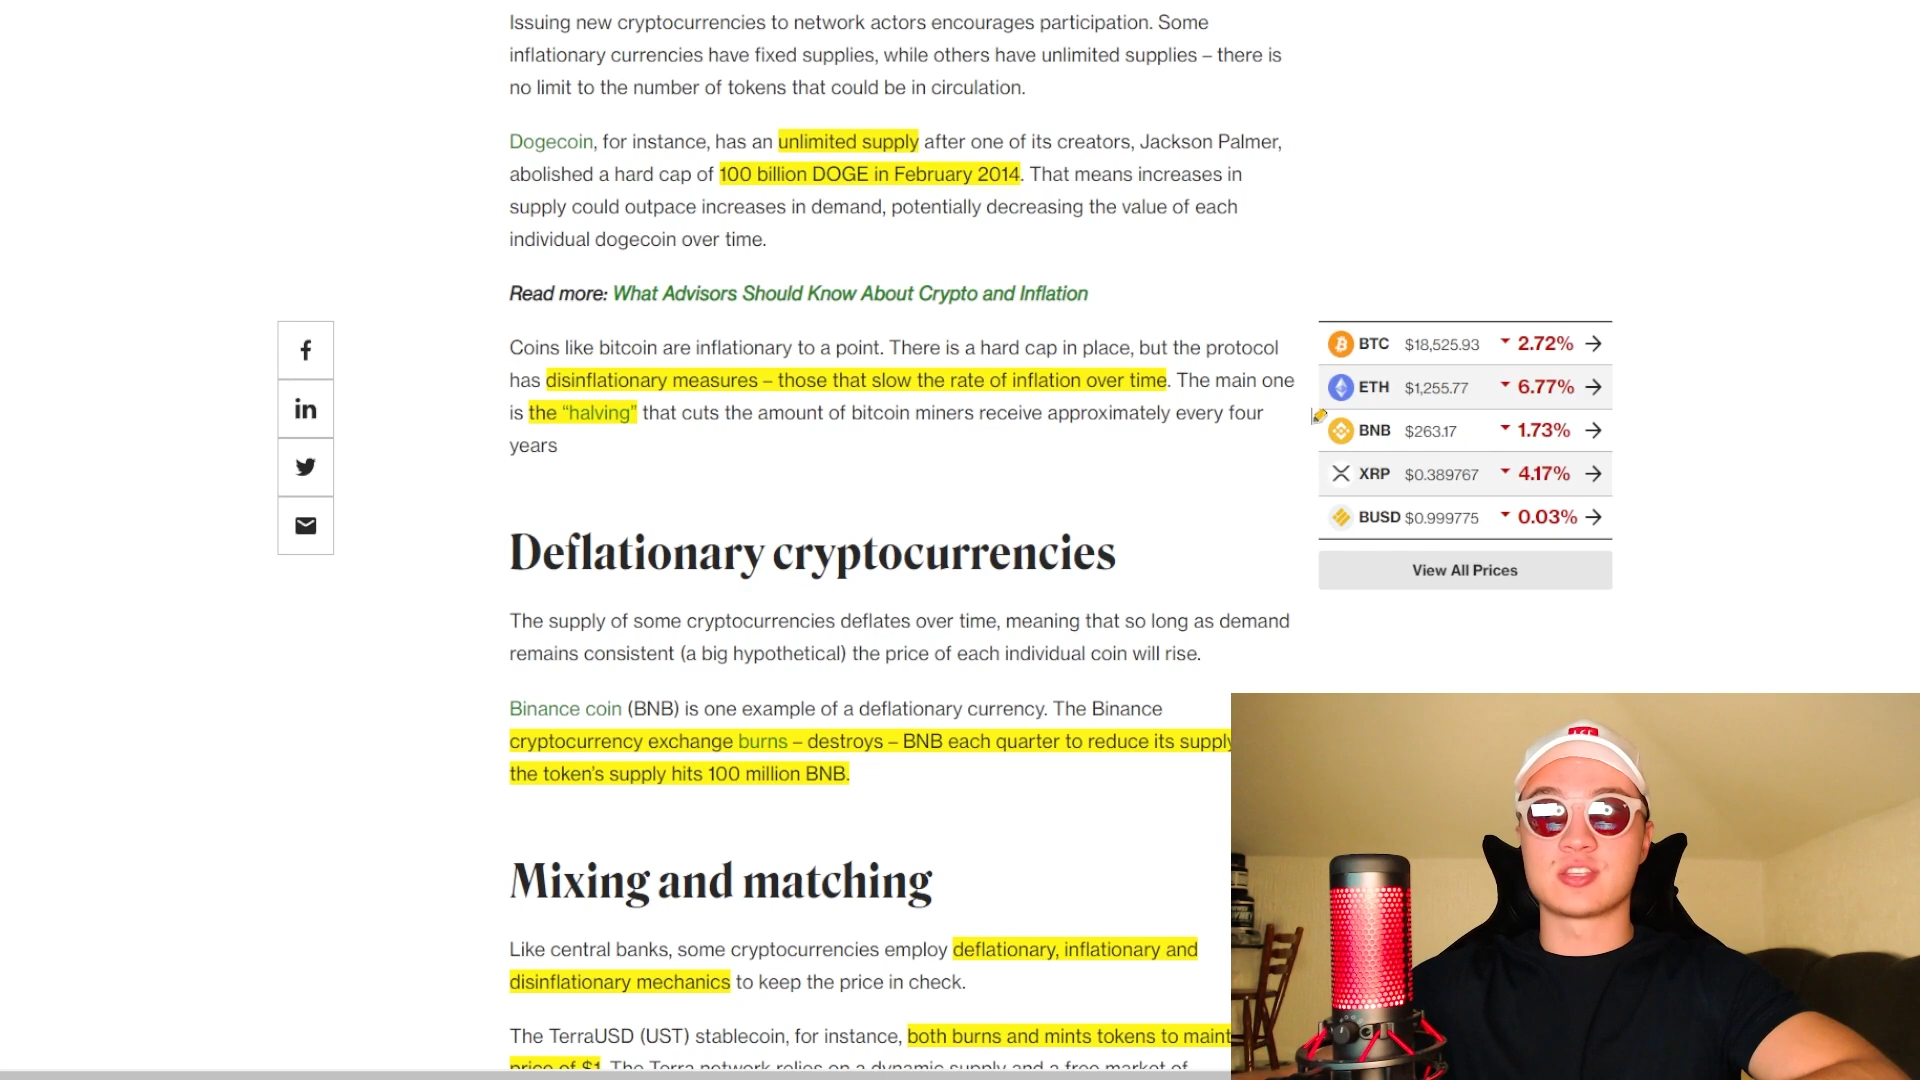 Issuing new cryptocurrencies to network actors encourages participation. Some
inflationary currencies have fixed supplies, while others have unlimited supplies – there is
no limit to the number of tokens that could be in circulation.
Dogecoin, for instance, has an unlimited supply after one of its creators, Jackson Palmer,
abolished a hard cap of 100 billion DOGE in February 2014. That means increases in
supply could outpace increases in demand, potentially decreasing the value of each
individual dogecoin over time.
Read more: What Advisors Should Know About Crypto and Inflation
Coins like bitcoin are inflationary to a point. There is a hard cap in place, but the protocol
has disinflationary measures – those that slow the rate of inflation over time. The main one
is the “halving” that cuts the amount of bitcoin miners receive approximately every four
years
BTC $18,525.93 2.72%
ETH $1,255.77 6.77%
BNB $263.17 1.73%
XRP $0.389767 4.17%
BUSD $0.999775 0.03%
View All Prices
Deflationary cryptocurrencies
The supply of some cryptocurrencies deflates over time, meaning that so long as demand
remains consistent (a big hypothetical) the price of each individual coin will rise.
Binance coin (BNB) is one example of a deflationary currency. The Binance
cryptocurrency exchange burns – destroys – BNB each quarter to reduce its supply
the token’s supply hits 100 million BNB.
Mixing and matching
Like central banks, some cryptocurrencies employ deflationary, inflationary and
disinflationary mechanics to keep the price in check.
The TerraUSD (UST) stablecoin, for instance, both burns and mints tokens to maint
price of $1. The Terra network relies on a dynamic supply and a free market of